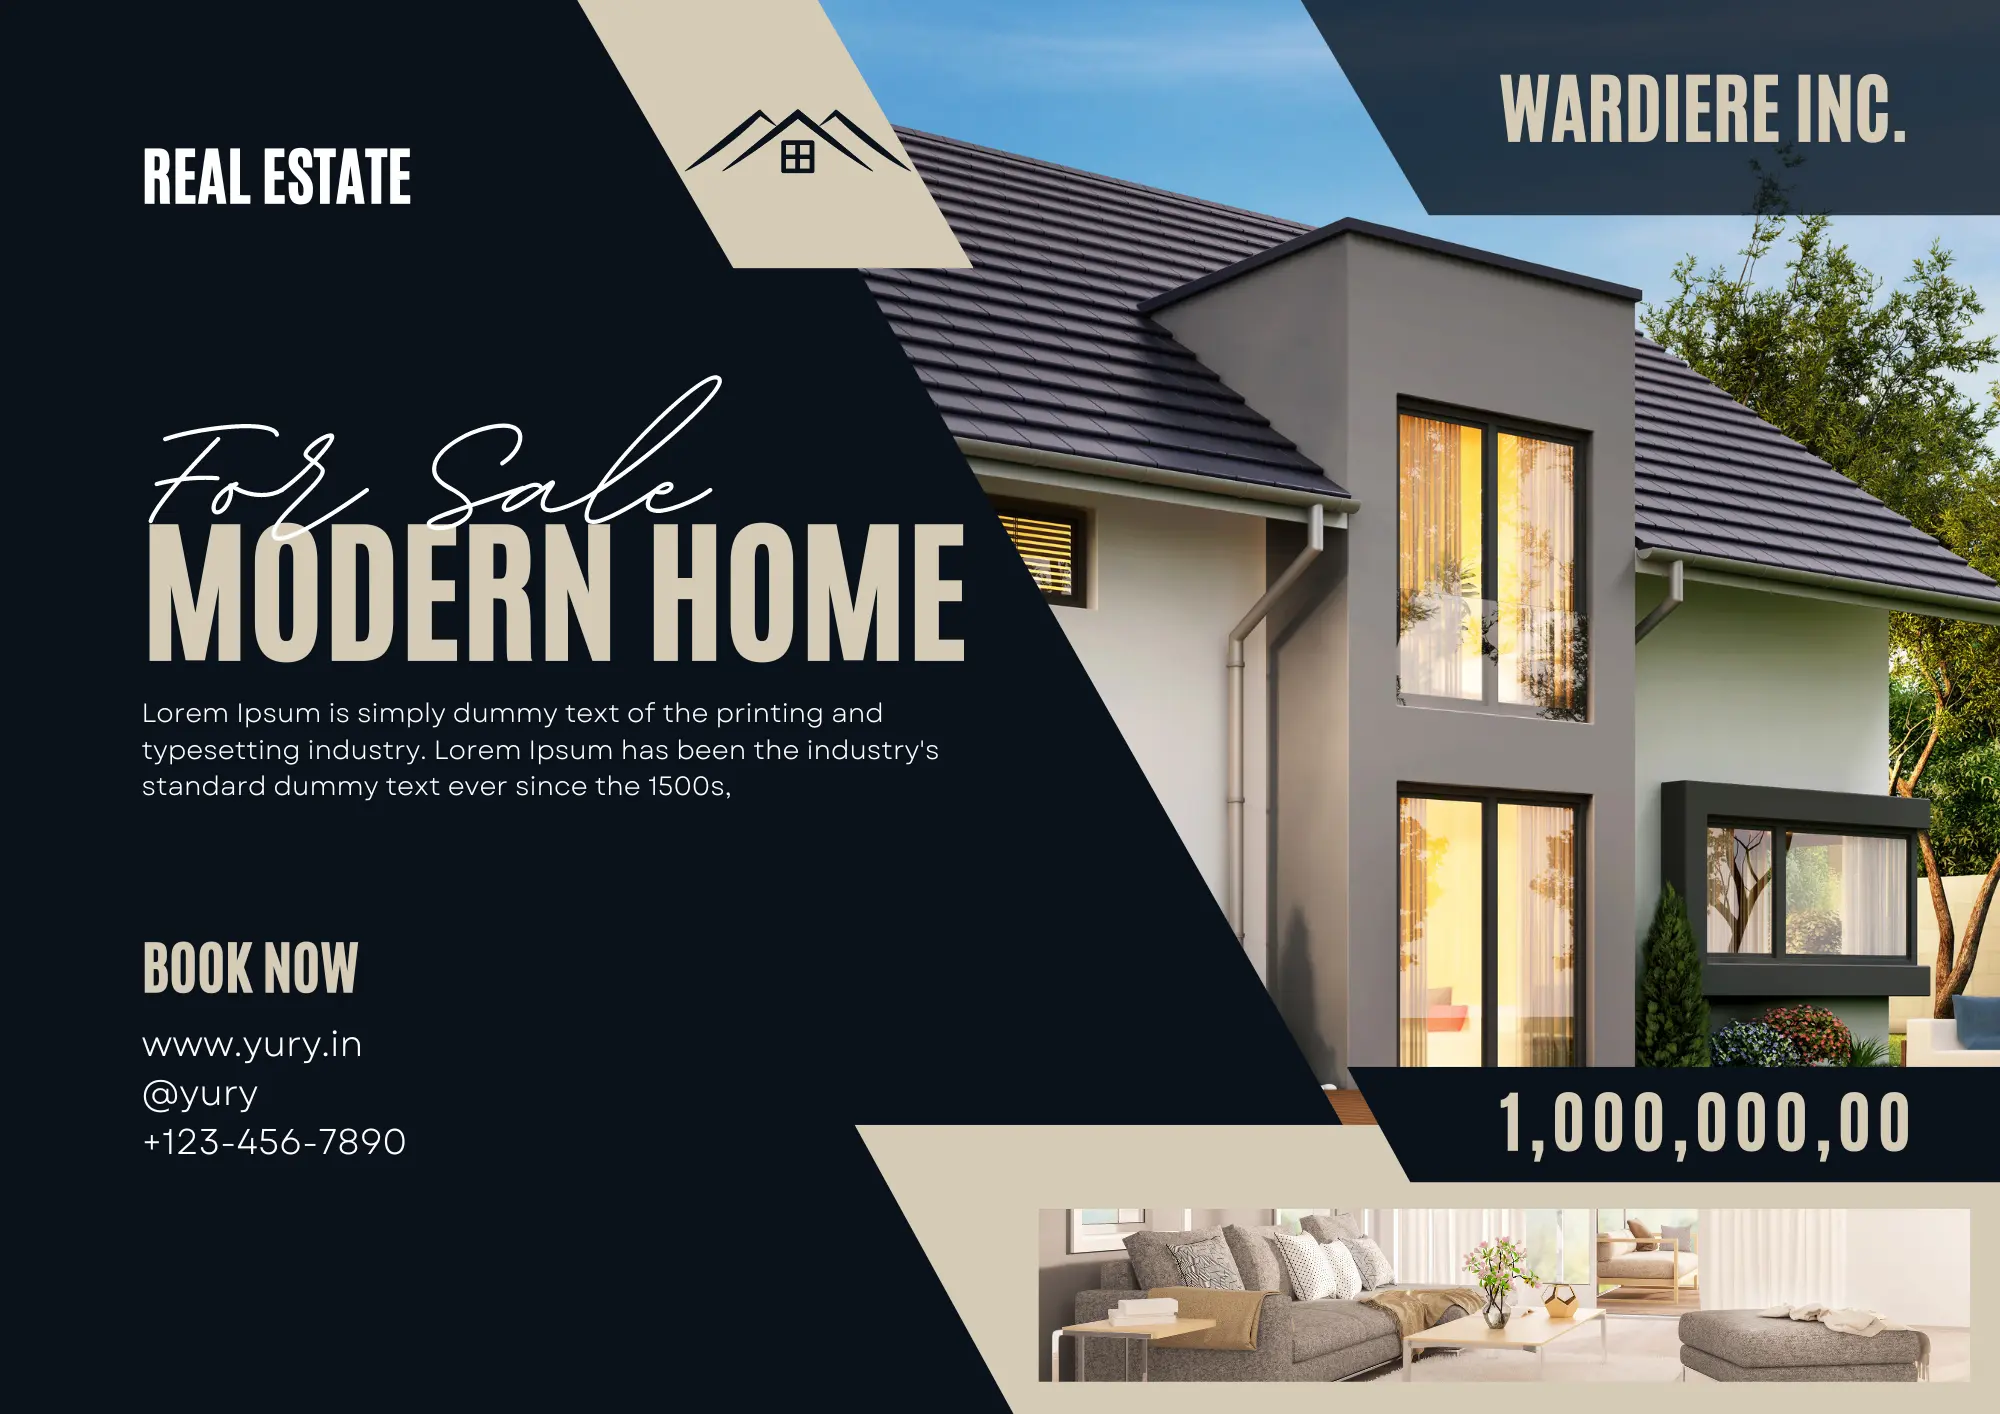 REAL ESTATE
WARDIERE INC.
For Sale
MODERN HOME
Lorem Ipsum is simply dummy text of the printing and
typesetting industry. Lorem Ipsum has been the industry's
standard dummy text ever since the 1500s,
BOOK NOW
www.yury.in
@yury
+123-456-7890
1,000,000,00